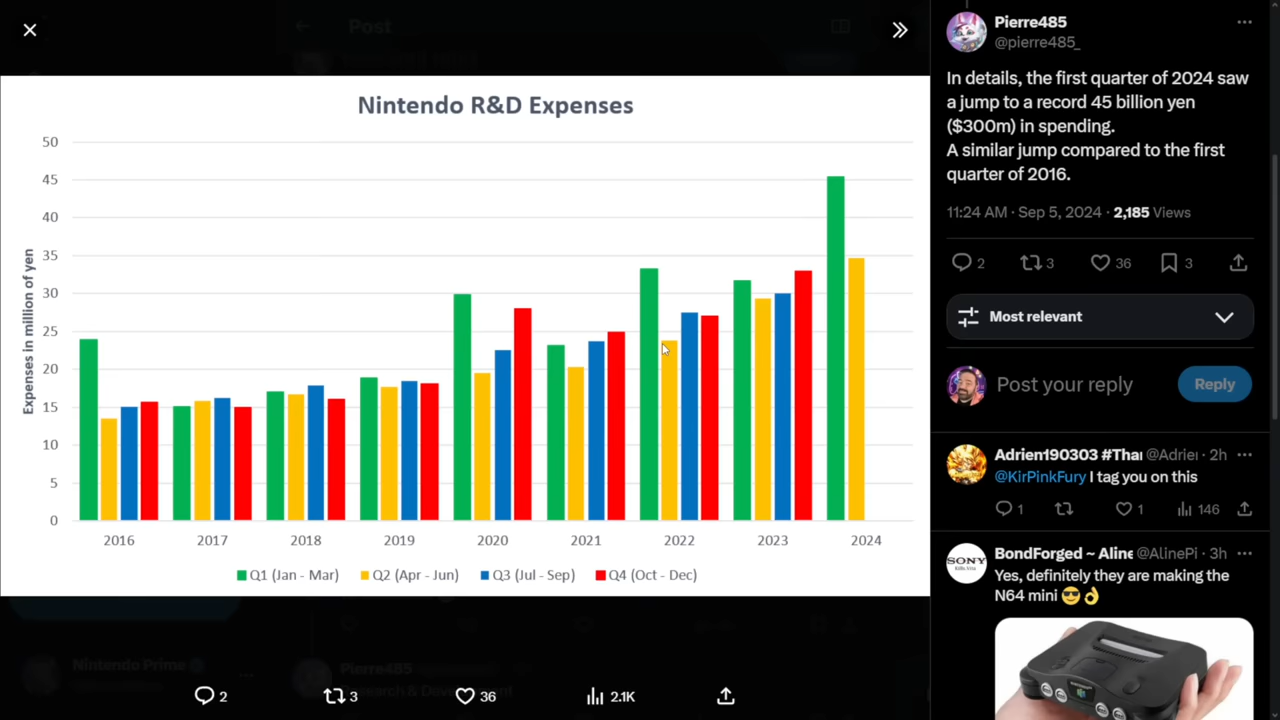 Post
Nintendo R&D Expenses
Expenses in million of yen
50
45
40
35
30
25
20
15
10
5
0
2016
2017
2018
2019
2020
2021
2022
2023
2024
Q1 (Jan - Mar)
Q2 (Apr - Jun)
Q3 (Jul - Sep)
Q4 (Oct - Dec)
Nintendo Prime
Pierre485
2
3
36
2.1K
Pierre485
@pierre485_
In details, the first quarter of 2024 saw
a jump to a record 45 billion yen
($300m) in spending.
A similar jump compared to the first
quarter of 2016.
11:24 AM · Sep 5, 2024 · 2,185 Views
2
3
36
3
Most relevant
Post your reply
Reply
Adrien190303 #Thai @Adrie · 2h
@KirPinkFury I tag you on this
1
1
146
BondForged ~ Aline @AlinePi · 3h
SONY
Yes, definitely they are making the
N64 mini 😎👌